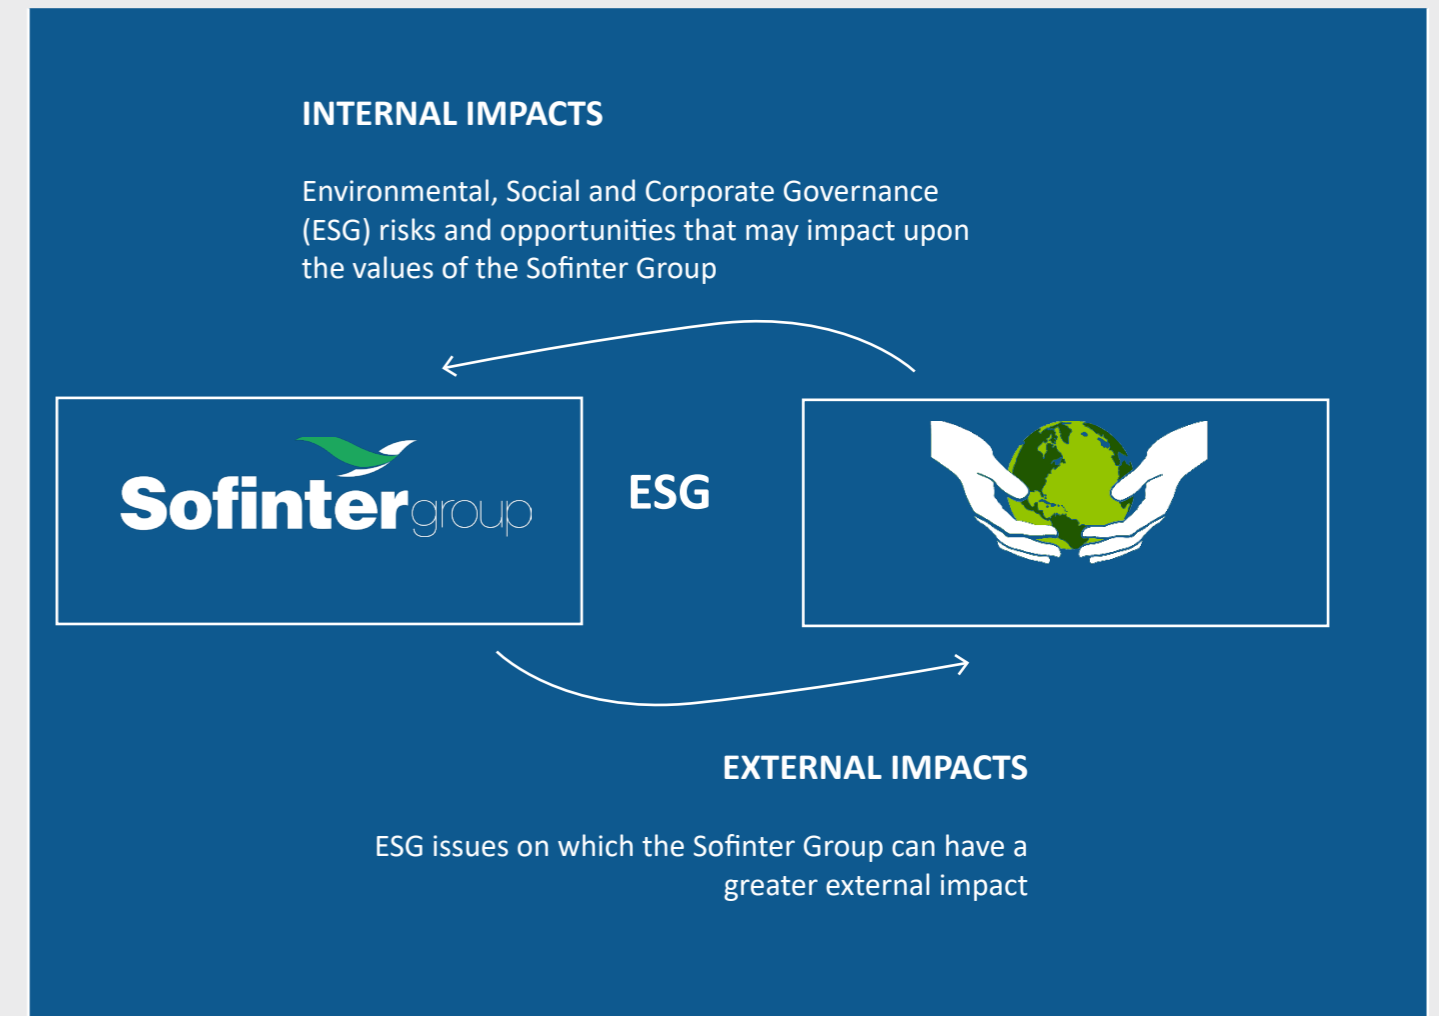 INTERNAL IMPACTS
Environmental, Social and Corporate Governance
(ESG) risks and opportunities that may impact upon
the values of the Sofinter Group
Sofintergroup
ESG
EXTERNAL IMPACTS
ESG issues on which the Sofinter Group can have a
greater external impact